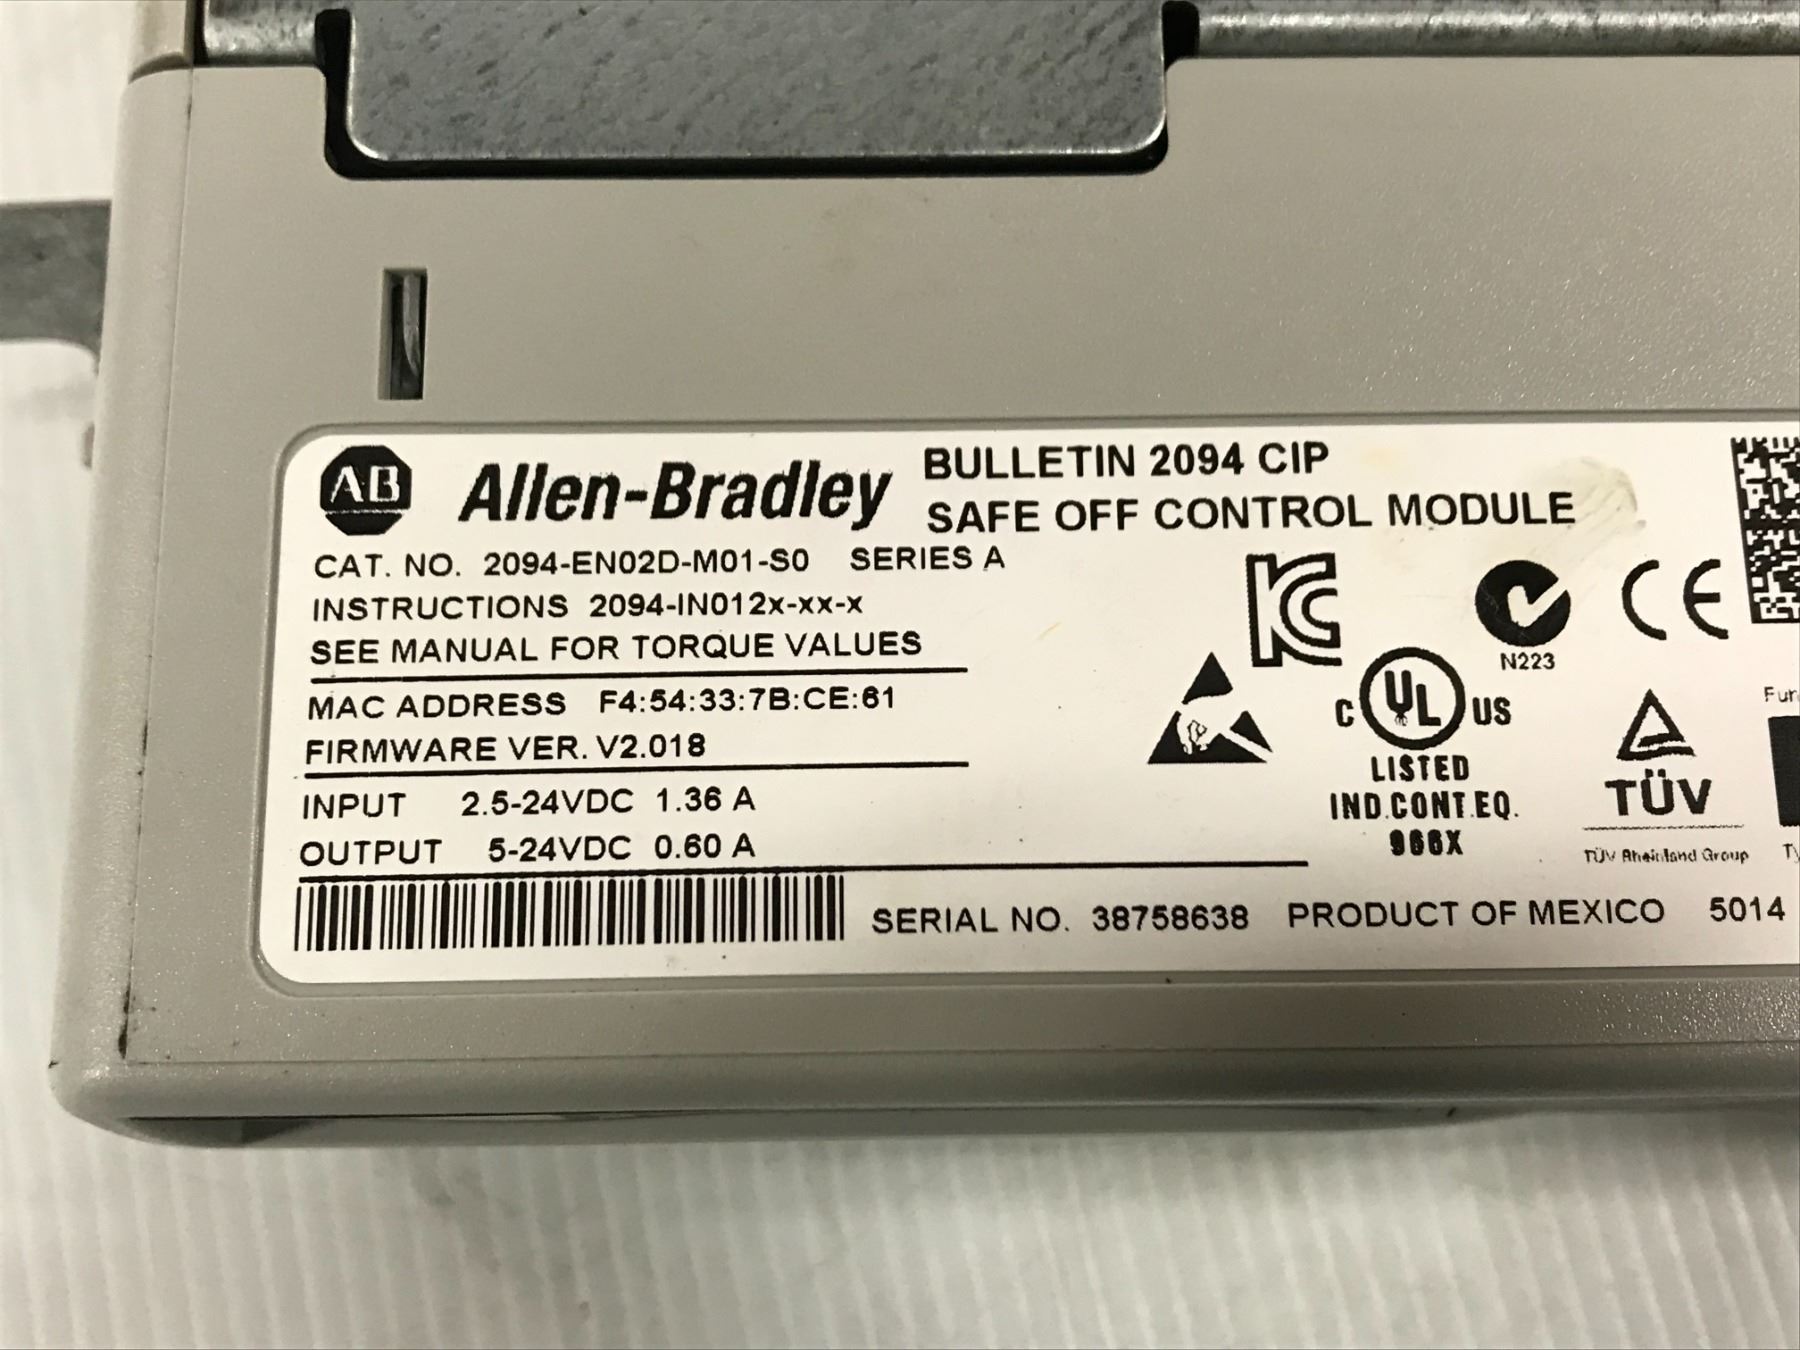 AB Allen-Bradley
BULLETIN 2094 CIP
SAFE OFF CONTROL MODULE
CAT. NO. 2094-EN02D-M01-S0 SERIES A
INSTRUCTIONS 2094-IN012x-xx-x
SEE MANUAL FOR TORQUE VALUES
MAC ADDRESS F4:54:33:7B:CE:61
FIRMWARE VER. V2.018
INPUT 2.5-24VDC 1.36 A
OUTPUT 5-24VDC 0.60 A
SERIAL NO. 38758638 PRODUCT OF MEXICO 5014
KC
N223
CE
C UL US
LISTED
IND.CONT.EQ.
966X
TÜV
TÜV Rheinland Group